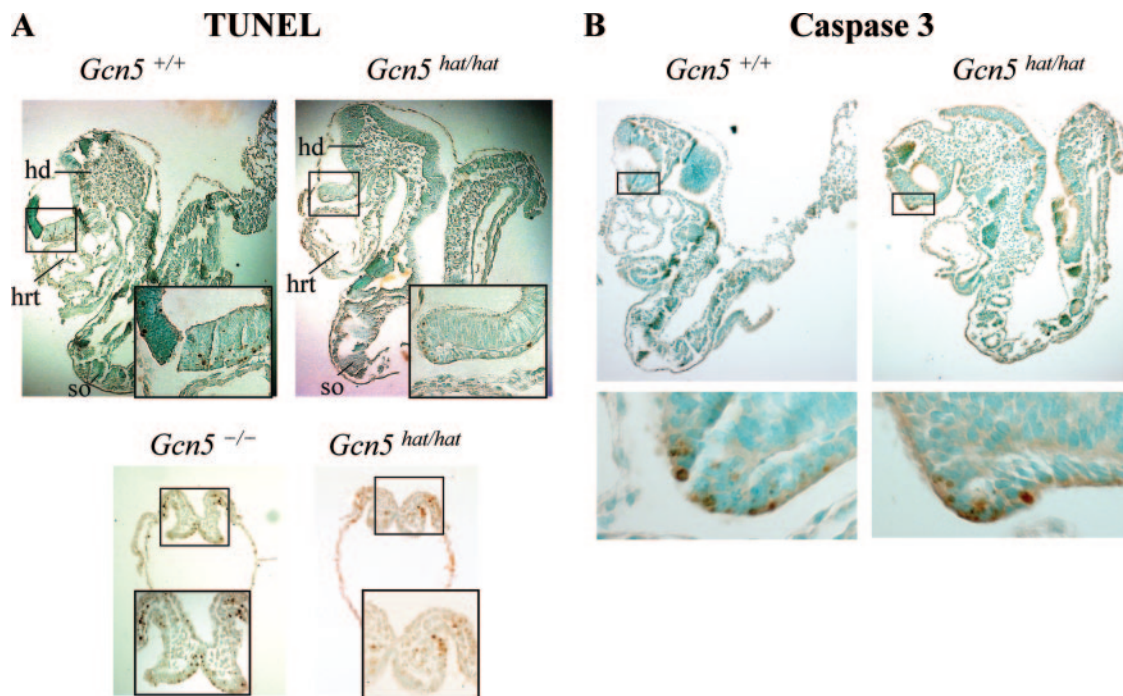 A TUNEL
Gcn5 +/+ Gcn5 hat/hat
hd hd
hrt hrt
so so
Gcn5 −/− Gcn5 hat/hat
B Caspase 3
Gcn5 +/+ Gcn5 hat/hat